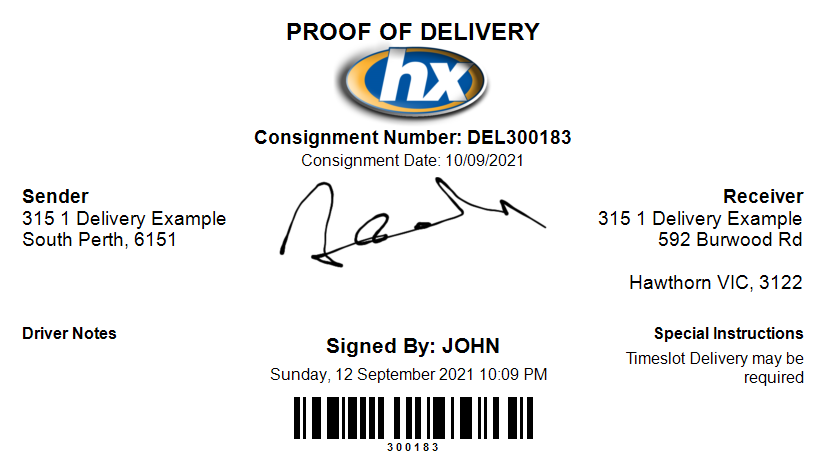 PROOF OF DELIVERY
hx
Consignment Number: DEL300183
Consignment Date: 10/09/2021
Sender
315 1 Delivery Example
South Perth, 6151
Receiver
315 1 Delivery Example
592 Burwood Rd
Hawthorn VIC, 3122
Driver Notes
Signed By: JOHN
Sunday, 12 September 2021 10:09 PM
300183
Special Instructions
Timeslot Delivery may be
required